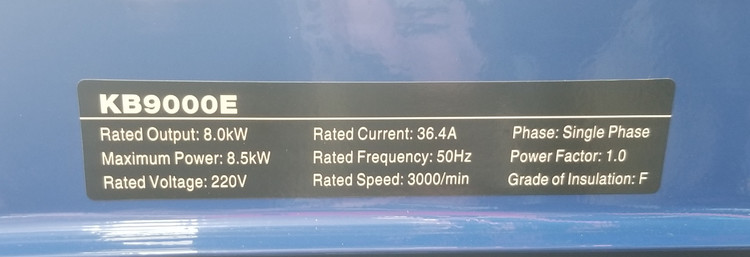 KB9000E
Rated Output: 8.0kW Rated Current: 36.4A Phase: Single Phase
Maximum Power: 8.5kW Rated Frequency: 50Hz Power Factor: 1.0
Rated Voltage: 220V Rated Speed: 3000/min Grade of Insulation: F